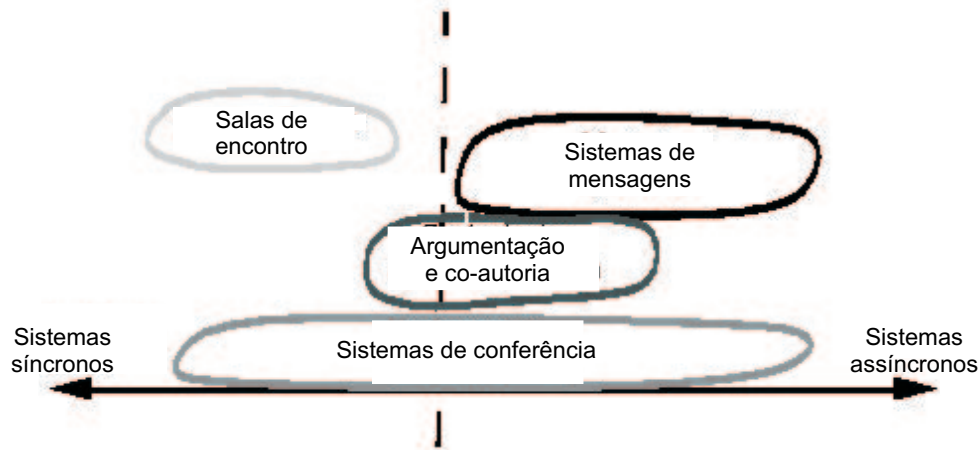 Salas de
encontro
Sistemas de
mensagens
Argumentação
e co-autoria
Sistemas
síncronos
Sistemas de conferência
Sistemas
assíncronos